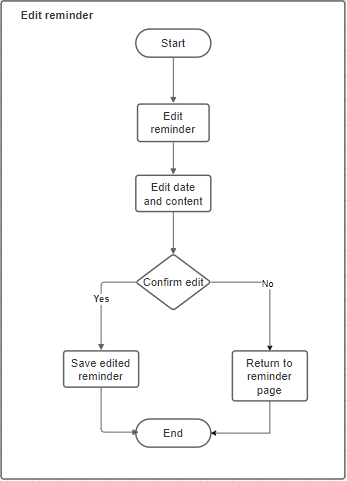 Edit reminder
Start
Edit
reminder
Edit date
and content
Confirm edit
Yes
No
Save edited
reminder
Return to
reminder
page
End